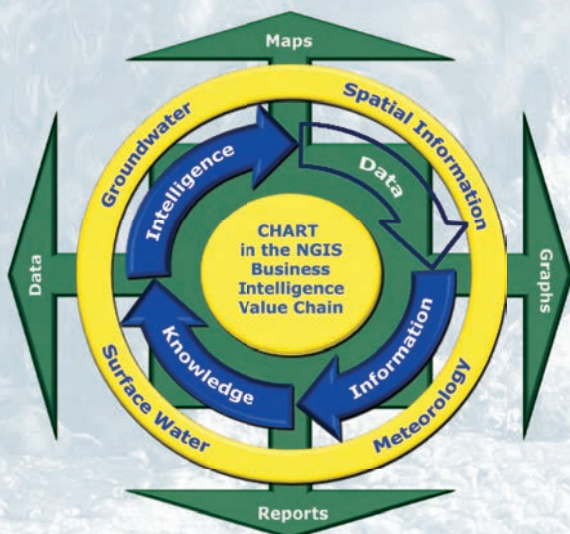 Maps
Groundwater
Spatial Information
Intelligence
Data
CHART
in the NGIS
Business
Intelligence
Value Chain
Data
Graphs
Knowledge
Information
Surface Water
Meteorology
Reports